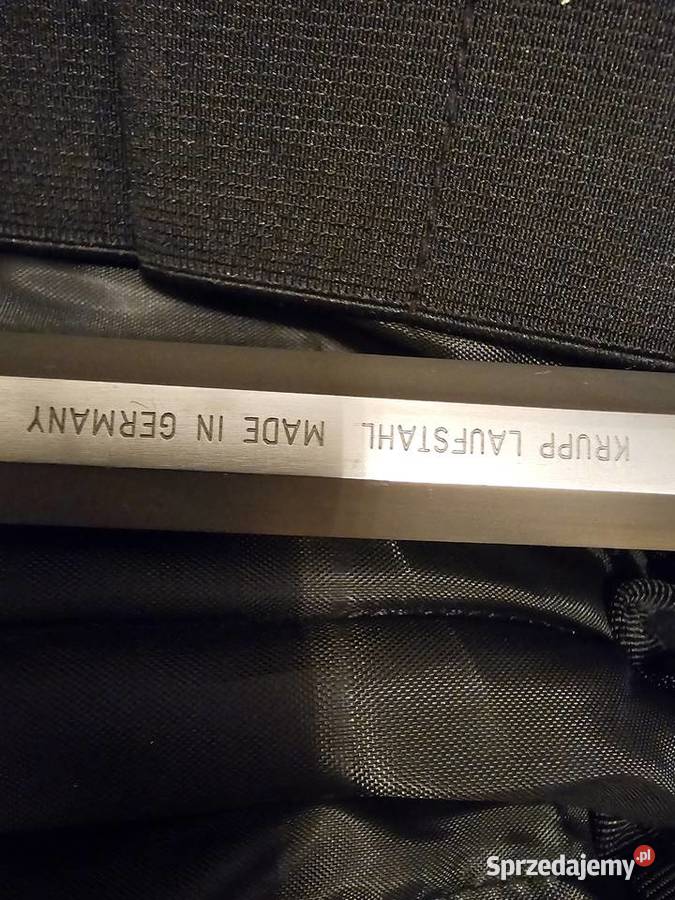 KRUPP LAUFSTAHL MADE IN GERMANY
Sprzedajemy.pl